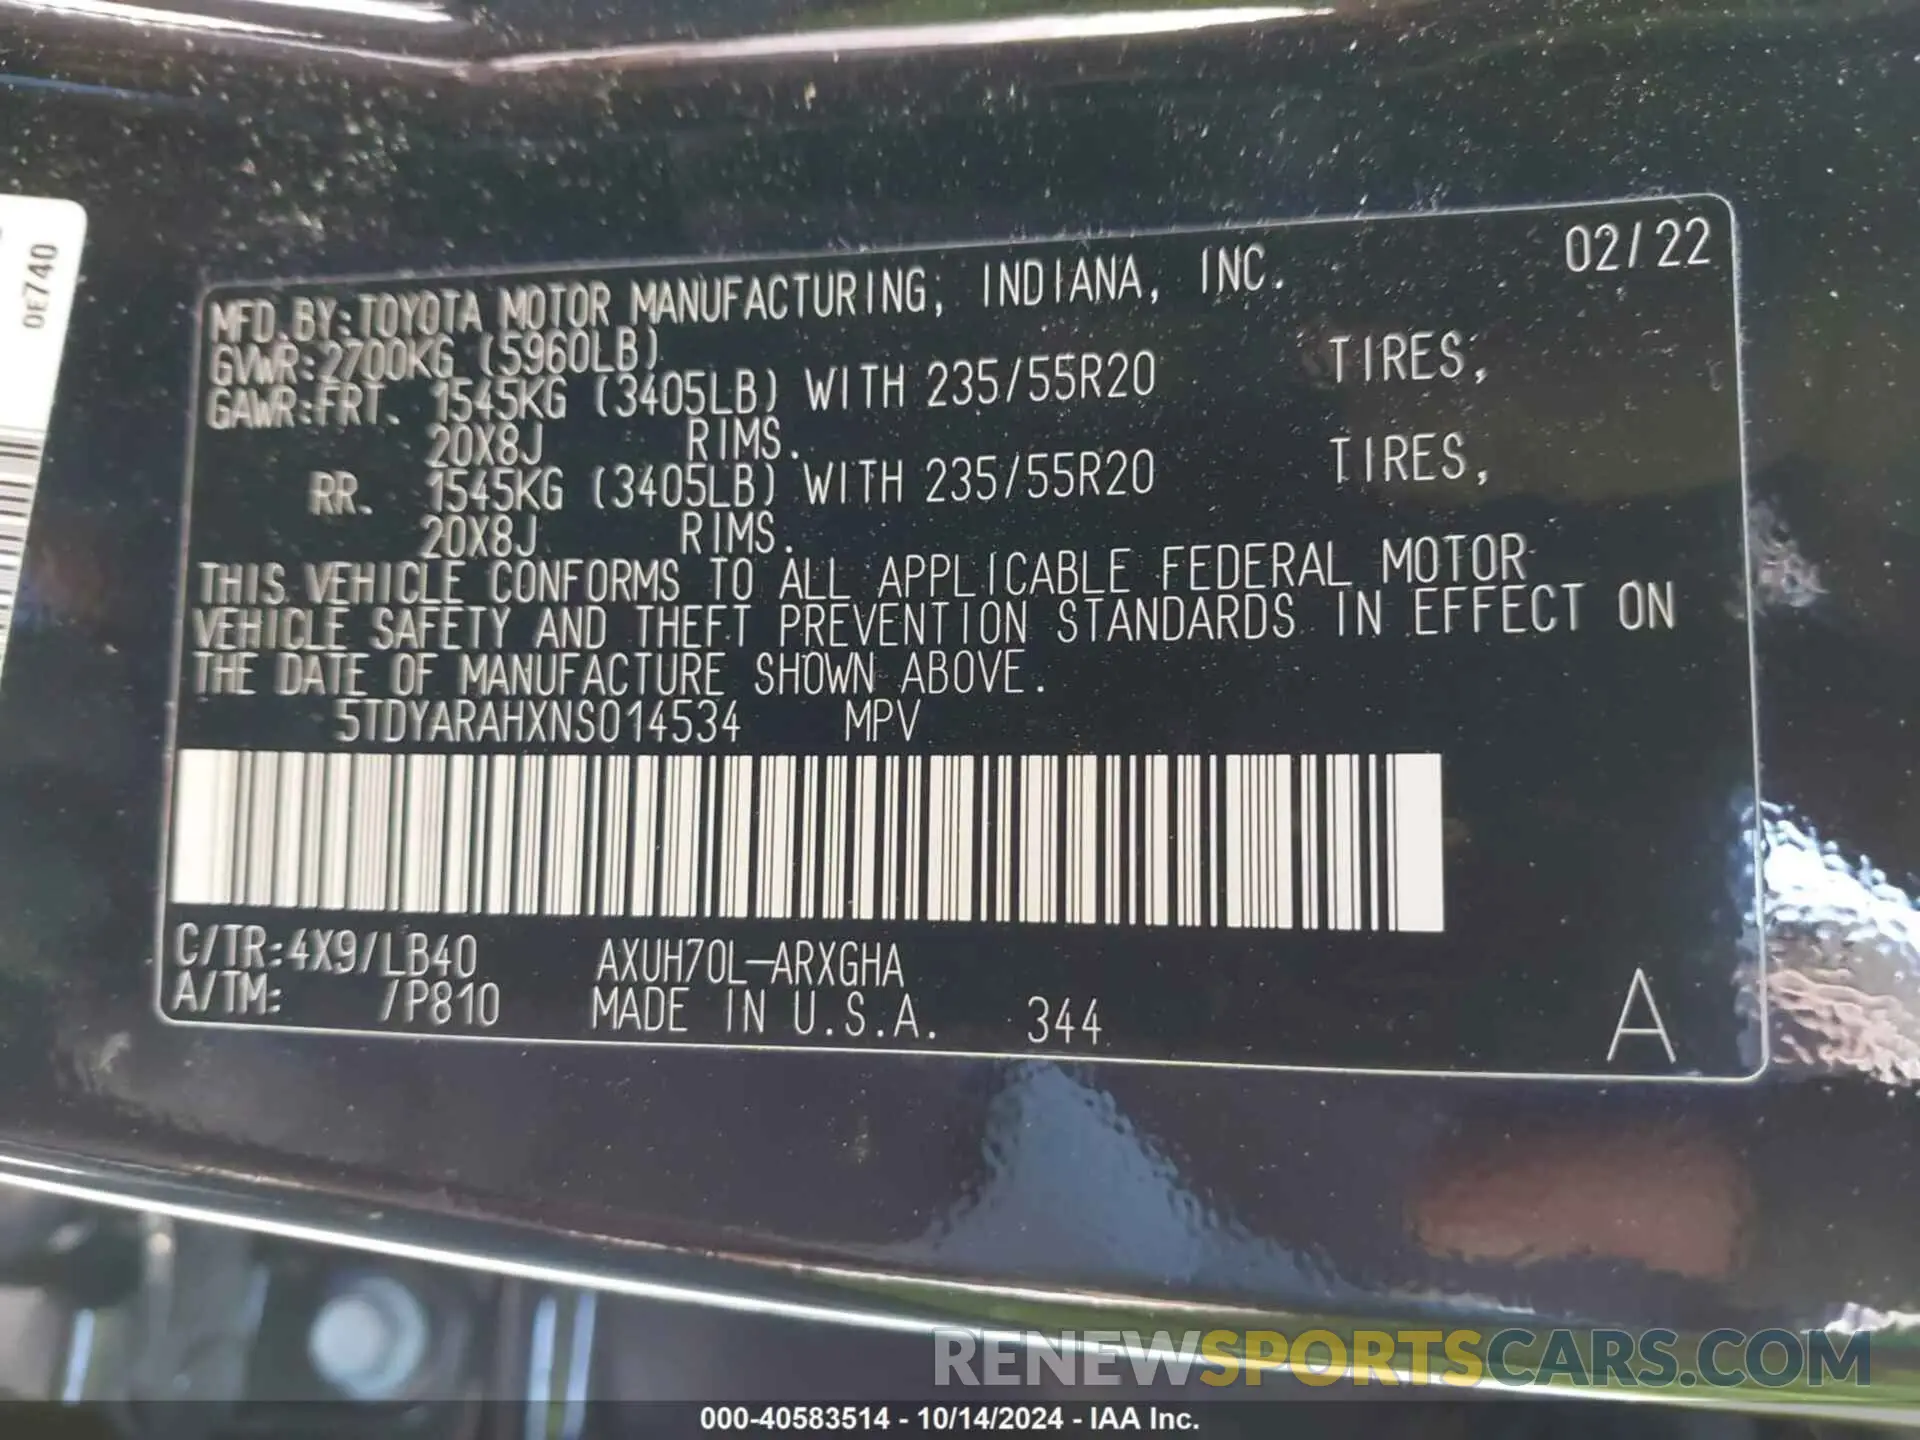 0E740
02/22
MFD.BY:TOYOTA MOTOR MANUFACTURING, INDIANA, INC.
GVWR:2700KG (5960LB)
GAWR:FRT. 1545KG (3405LB) WITH 235/55R20 TIRES,
20X8J RIMS.
RR. 1545KG (3405LB) WITH 235/55R20 TIRES,
20X8J RIMS.
THIS VEHICLE CONFORMS TO ALL APPLICABLE FEDERAL MOTOR
VEHICLE SAFETY AND THEFT PREVENTION STANDARDS IN EFFECT ON
THE DATE OF MANUFACTURE SHOWN ABOVE.
5TDYARAHXNS014534 MPV
C/TR:4X9/LB40 AXUH70L-ARXGHA
A/TM: /P810 MADE IN U.S.A. 344
A
RENEWSPORTSCARS.COM
000-40583514 - 10/14/2024 - IAA Inc.